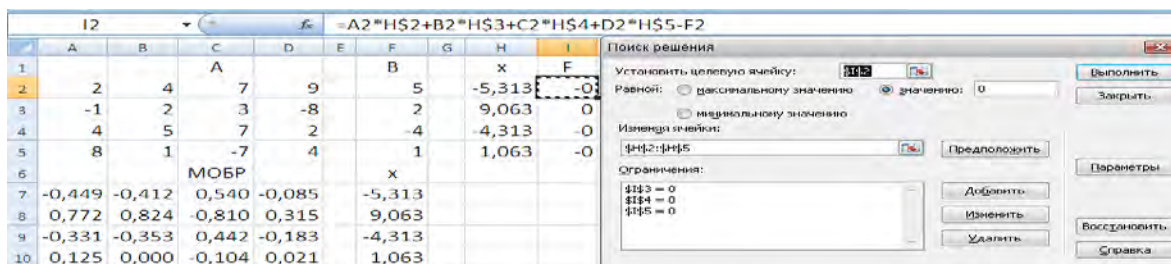 I2 fx =A2*H$2+B2*H$3+C2*H$4+D2*H$5-F2
A B C D E F G H I
1 A B x F
2 2 4 7 9 5 -5,313 -0
3 -1 2 3 -8 2 9,063 0
4 4 5 7 2 -4 -4,313 -0
5 8 1 -7 4 1 1,063 -0
6 МОБР x
7 -0,449 -0,412 0,540 -0,085 -5,313
8 0,772 0,824 -0,810 0,315 9,063
9 -0,331 -0,353 0,442 -0,183 -4,313
10 0,125 0,000 -0,104 0,021 1,063
Поиск решения
Установить целевую ячейку: $I$2
Равной: максимальному значению значению: 0
минимальному значению
Изменяя ячейки:
$H$2:$H$5 Предположить
Ограничения:
$I$3 = 0
$I$4 = 0
$I$5 = 0
Добавить
Изменить
Удалить
Выполнить
Закрыть
Параметры
Восстановить
Справка